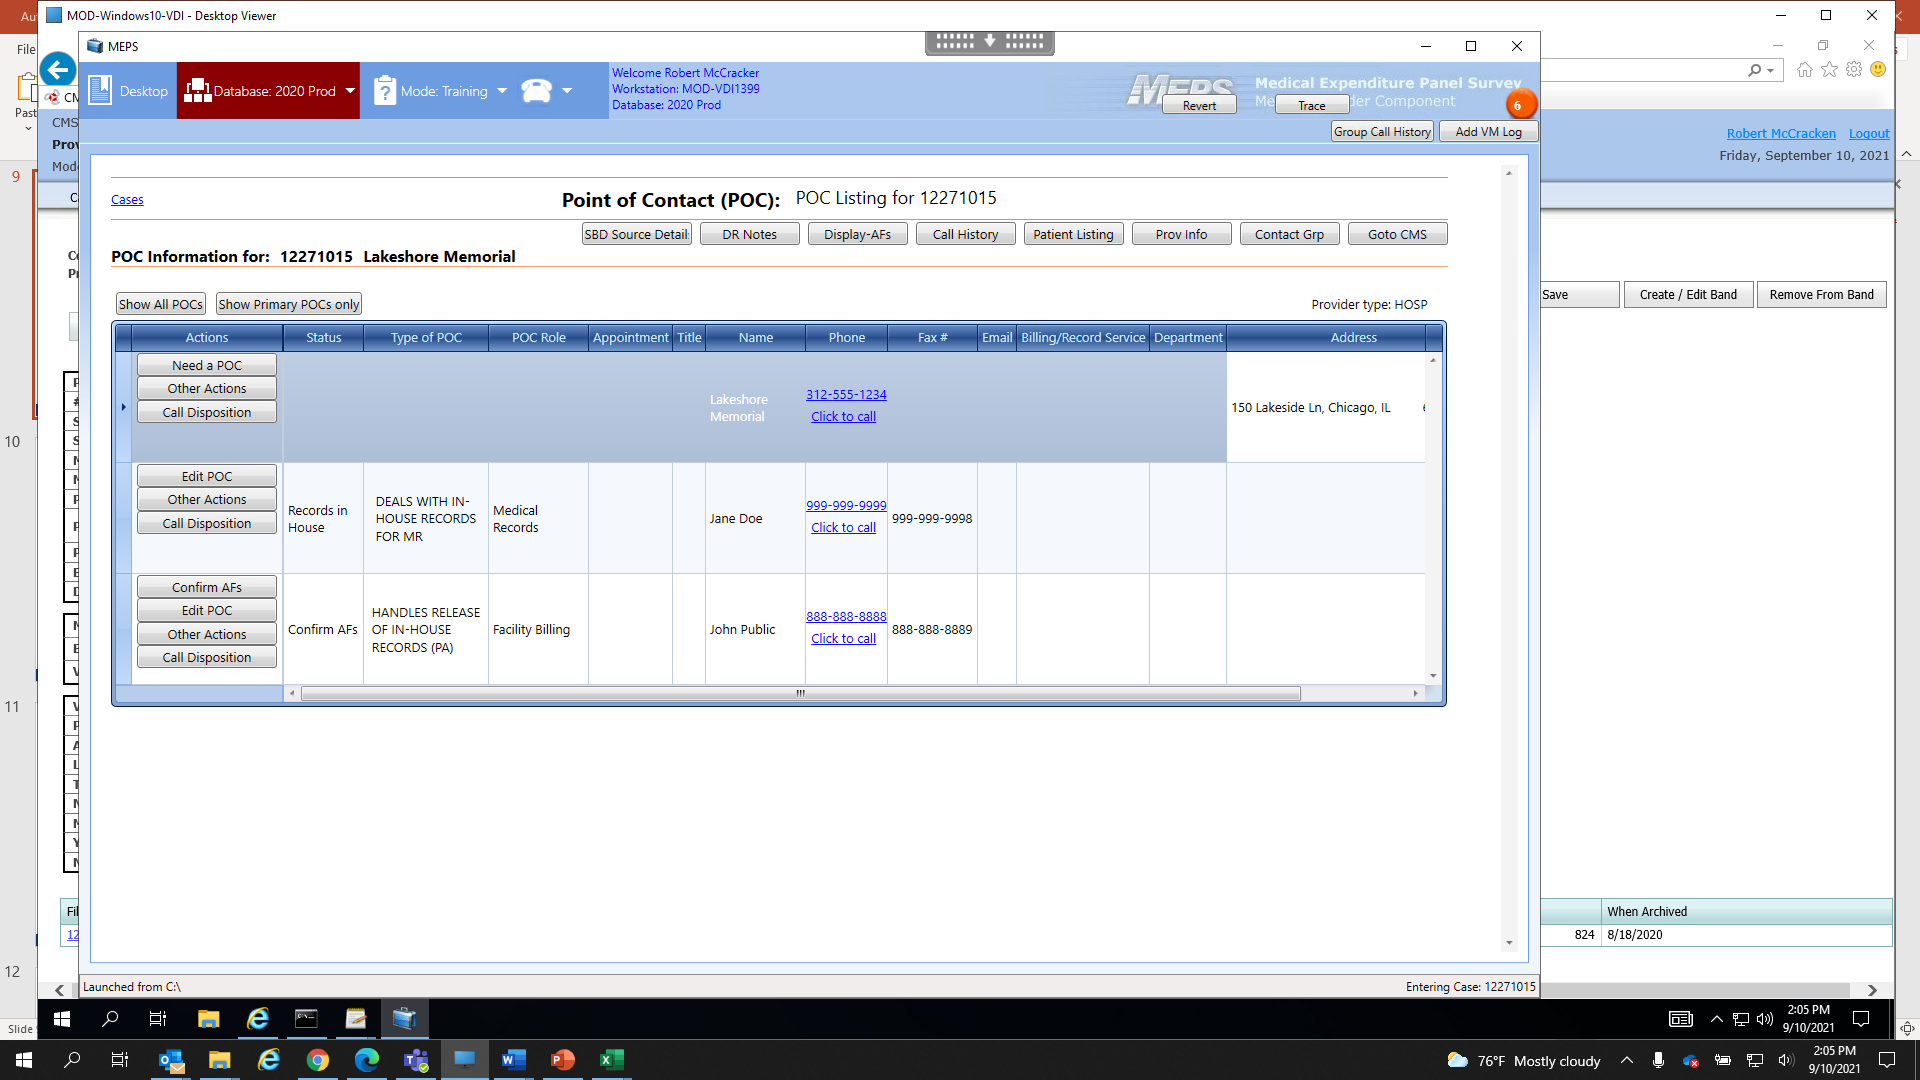 MOD-Windows10-VDI - Desktop Viewer
File
Paste
MEPS
Desktop
Database: 2020 Prod
Mode: Training
Welcome Robert McCracker
Workstation: MOD-VDI1399
Database: 2020 Prod
MEPS
Medical Expenditure Panel Survey
Revert
Trace
6
Group Call History
Add VM Log
CMS
Robert McCracken
Logout
Friday, September 10, 2021
Cases
Point of Contact (POC):
POC Listing for 12271015
SBD Source Detail
DR Notes
Display-AFs
Call History
Patient Listing
Prov Info
Contact Grp
Goto CMS
POC Information for: 12271015 Lakeshore Memorial
Show All POCs
Show Primary POCs only
Provider type: HOSP
Save
Create / Edit Band
Remove From Band
Actions
Status
Type of POC
POC Role
Appointment
Title
Name
Phone
Fax #
Email
Billing/Record Service
Department
Address
Need a POC
Other Actions
Call Disposition
Lakeshore
Memorial
312-555-1234
Click to call
150 Lakeside Ln, Chicago, IL
Edit POC
Other Actions
Call Disposition
Records in
House
DEALS WITH IN-
HOUSE RECORDS
FOR MR
Medical
Records
Jane Doe
999-999-9999
Click to call
999-999-9998
Confirm AFs
Edit POC
Other Actions
Call Disposition
Confirm AFs
HANDLES RELEASE
OF IN-HOUSE
RECORDS (PA)
Facility Billing
John Public
888-888-8888
Click to call
888-888-8889
9
10
11
12
When Archived
824
8/18/2020
Launched from C:\
Entering Case: 12271015
Slide
2:05 PM
9/10/2021
76°F Mostly cloudy
2:05 PM
9/10/2021